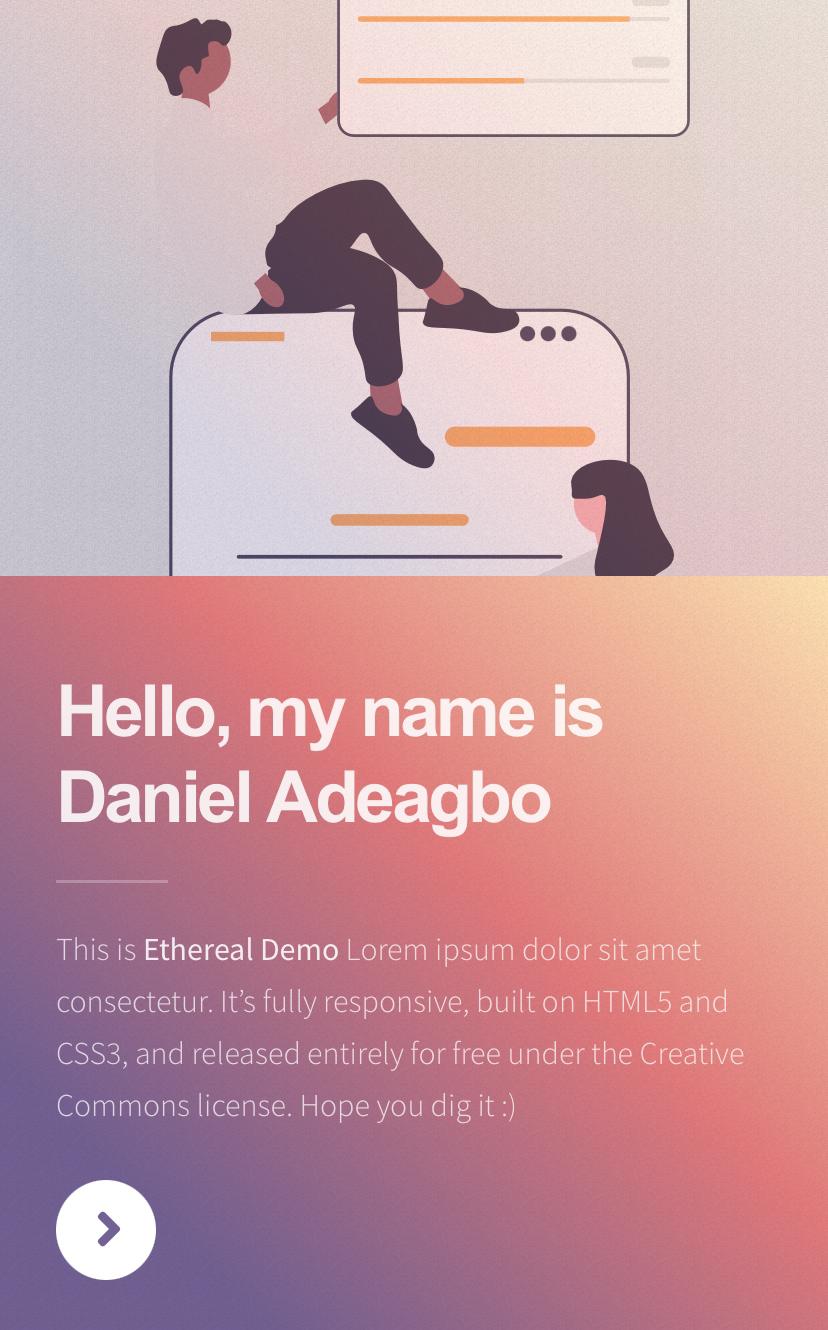 Hello, my name is
Daniel Adeagbo
This is Ethereal Demo Lorem ipsum dolor sit amet
consectetur. It’s fully responsive, built on HTML5 and
CSS3, and released entirely for free under the Creative
Commons license. Hope you dig it :)